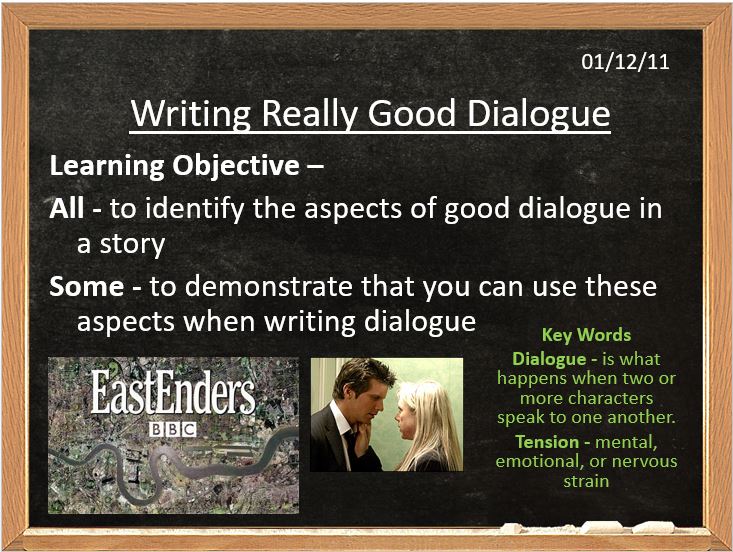 01/12/11
Writing Really Good Dialogue
Learning Objective –
All - to identify the aspects of good dialogue in
a story
Some - to demonstrate that you can use these
aspects when writing dialogue
EastEnders
BBC
Key Words
Dialogue - is what
happens when two or
more characters
speak to one another.
Tension - mental,
emotional, or nervous
strain